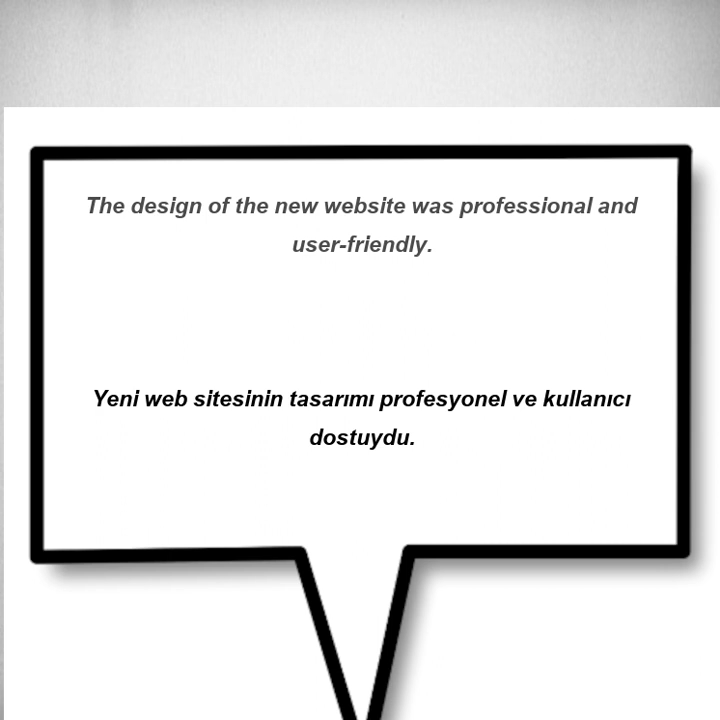 The design of the new website was professional and
user-friendly.
Yeni web sitesinin tasarımı profesyonel ve kullanıcı
dostuydu.